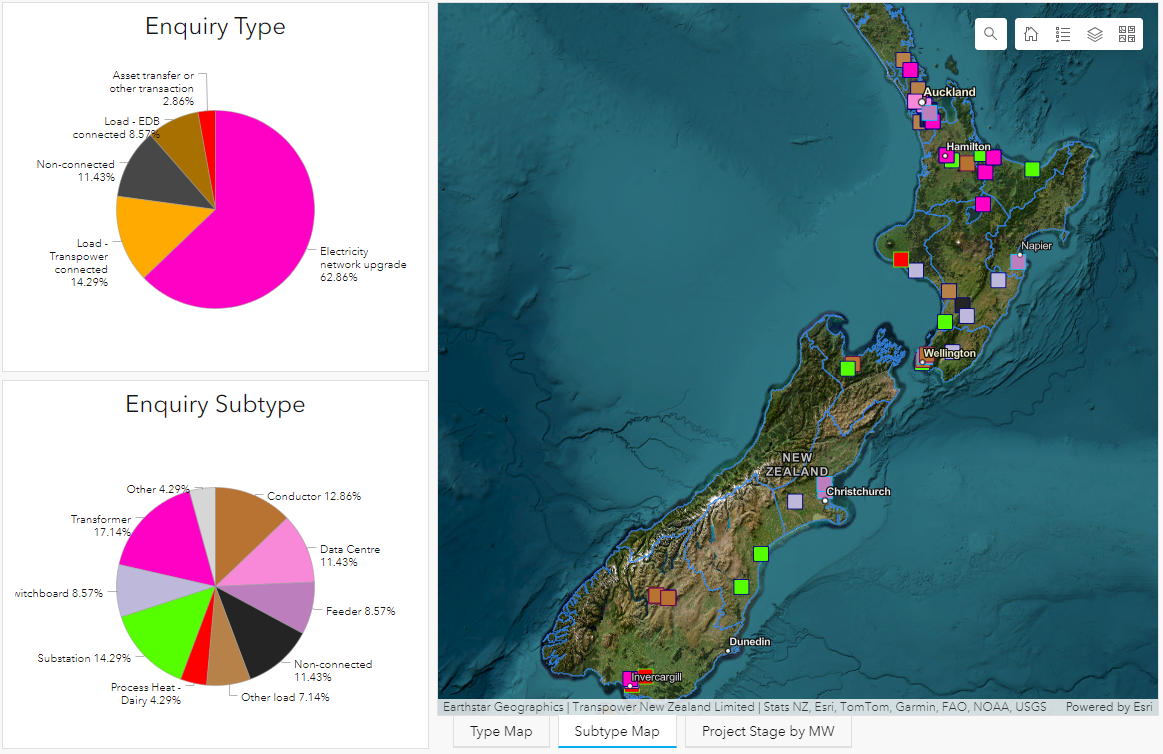 Enquiry Type
Asset transfer or
other transaction
2.86%
Load - EDB
connected 8.57%
Non-connected
11.43%
Load -
Transpower
connected
14.29%
Electricity
network upgrade
62.86%
Enquiry Subtype
Other 4.29%
Conductor 12.86%
Transformer
17.14%
Data Centre
11.43%
witchboard 8.57%
Feeder 8.57%
Substation 14.29%
Non-connected
11.43%
Process Heat -
Dairy 4.29%
Other load 7.14%
Auckland
Hamilton
Napier
Wellington
NEW
ZEALAND
Christchurch
Dunedin
Invercargill
Earthstar Geographics | Transpower New Zealand Limited | Stats NZ, Esri, TomTom, Garmin, FAO, NOAA, USGS Powered by Esri
Type Map Subtype Map Project Stage by MW